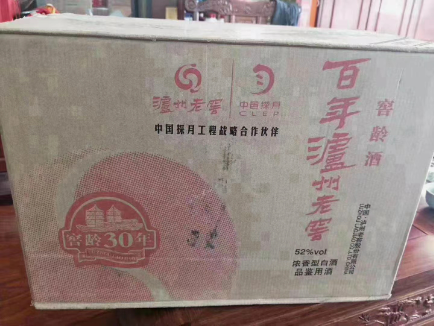 泸州老窖
中国探月
CLEP
中国探月工程战略合作伙伴
百年泸州老窖
窖龄酒
窖龄30年
52%vol
浓香型白酒
品鉴用酒